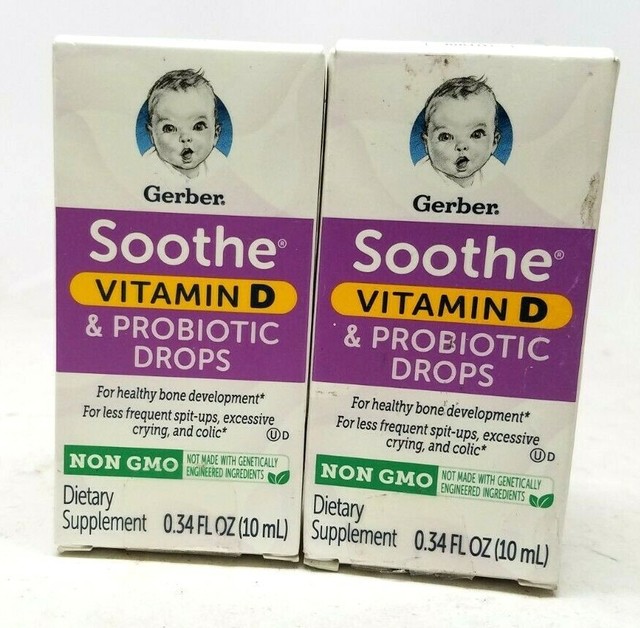 Gerber.
Soothe®
VITAMIN D
& PROBIOTIC
DROPS
For healthy bone development*
For less frequent spit-ups, excessive
crying, and colic*
Ⓤ D
NON GMO
NOT MADE WITH GENETICALLY
ENGINEERED INGREDIENTS
Dietary
Supplement 0.34 FL OZ (10 mL)
Gerber.
Soothe®
VITAMIN D
& PROBIOTIC
DROPS
For healthy bone development*
For less frequent spit-ups, excessive
crying, and colic*
Ⓤ D
NON GMO
NOT MADE WITH GENETICALLY
ENGINEERED INGREDIENTS
Dietary
Supplement 0.34 FL OZ (10 mL)